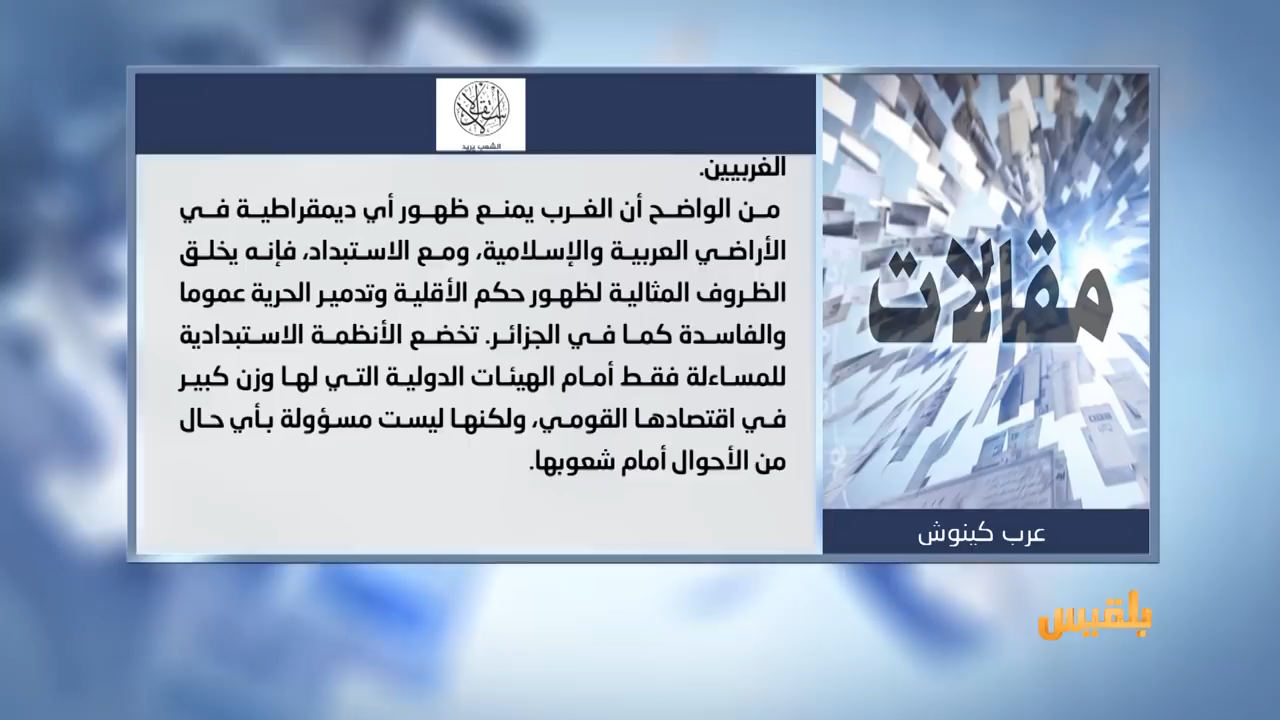 استقلال
الشعب يريد
الغربيين.
من الواضح أن الغرب يمنع ظهور أي ديمقراطية في
الأراضي العربية والإسلامية، ومع الاستبداد، فإنه يخلق
الظروف المثالية لظهور حكم الأقلية وتدمير الحرية عموما
والفاسدة كما في الجزائر. تخضع الأنظمة الاستبدادية
للمساءلة فقط أمام الهيئات الدولية التي لها وزن كبير
في اقتصادها القومي، ولكنها ليست مسؤولة بأي حال
من الأحوال أمام شعوبها.
مقالات
عرب كينوش
بلقيس